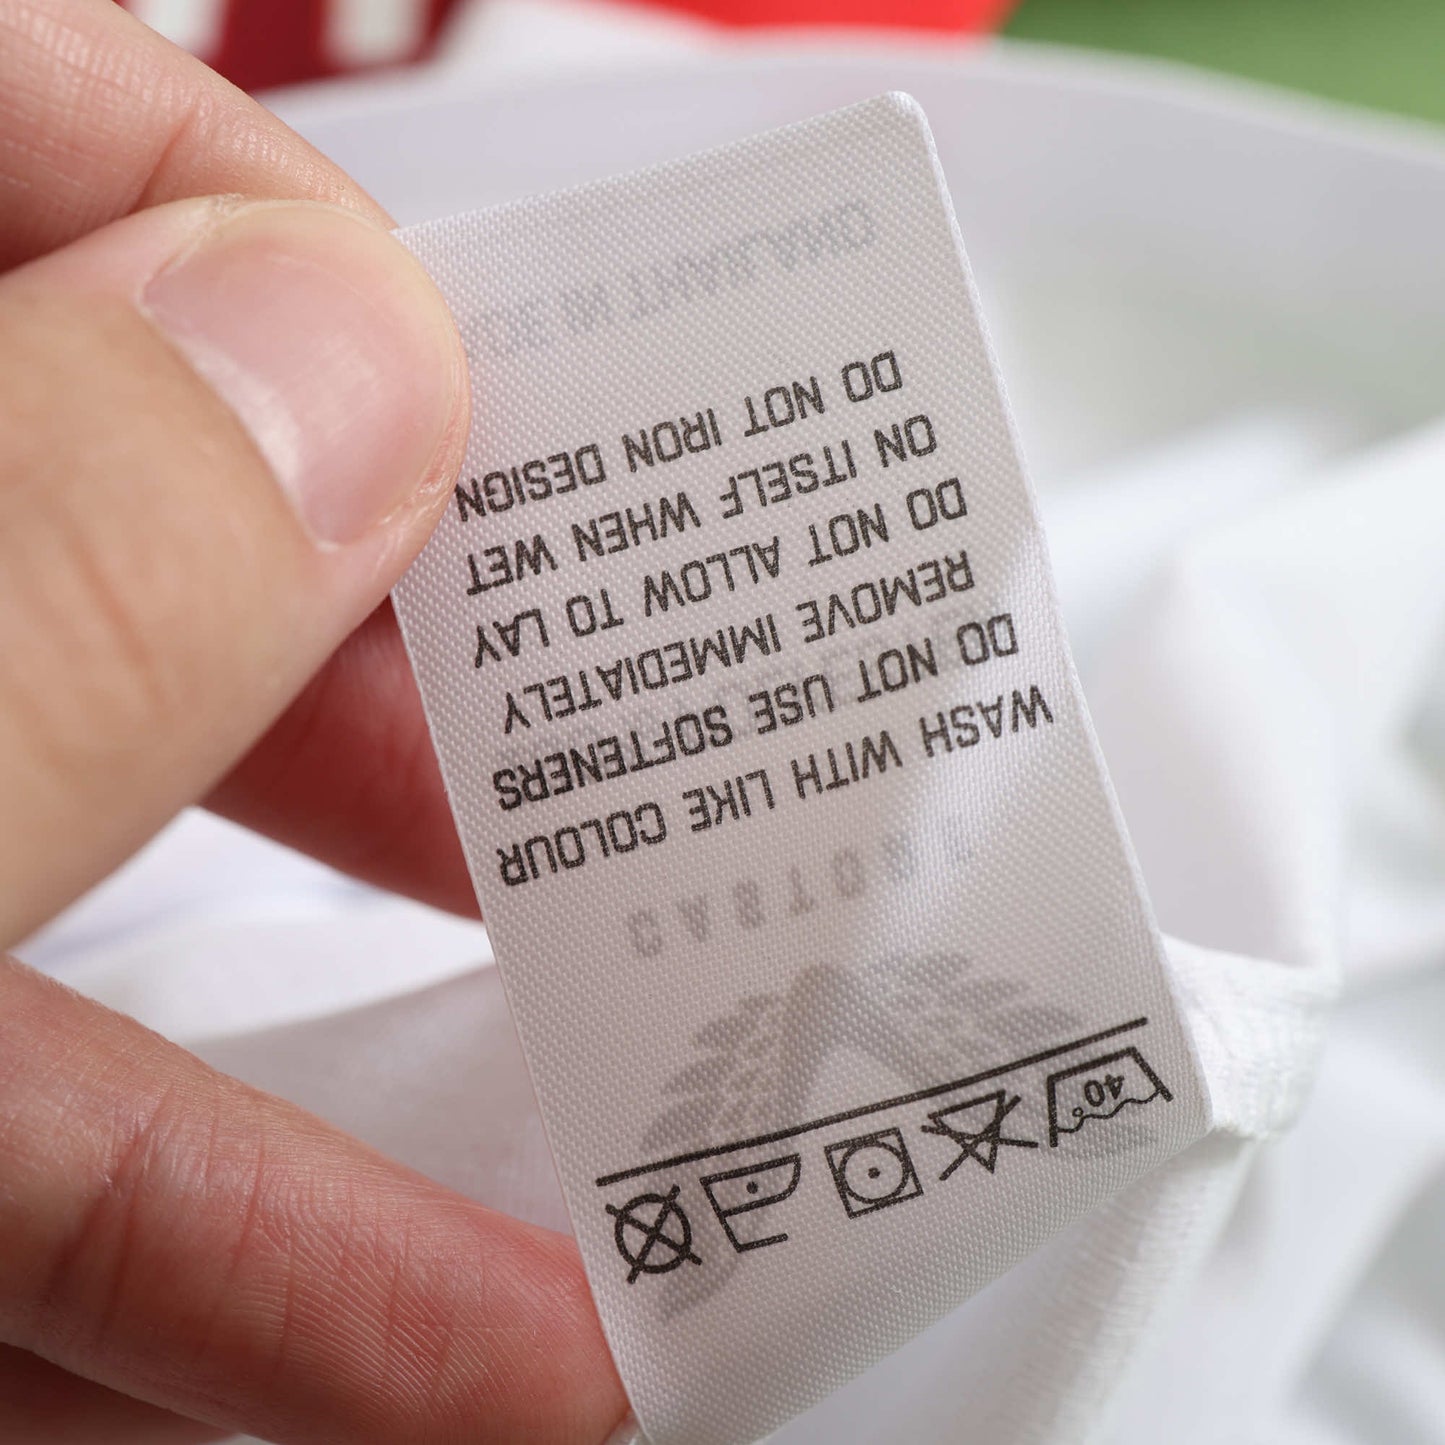 40°
WASH WITH LIKE COLOUR
DO NOT USE SOFTENERS
REMOVE IMMEDIATELY
DO NOT ALLOW TO LAY
ON ITSELF WHEN WET
DO NOT IRON DESIGN